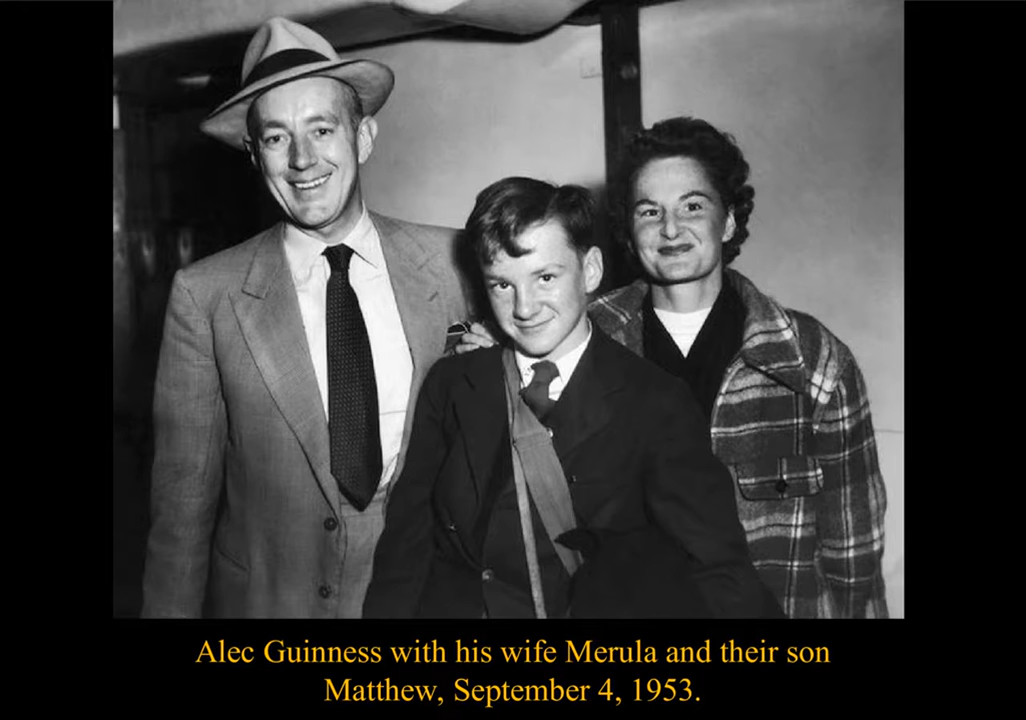 Alec Guinness with his wife Merula and their son
Matthew, September 4, 1953.